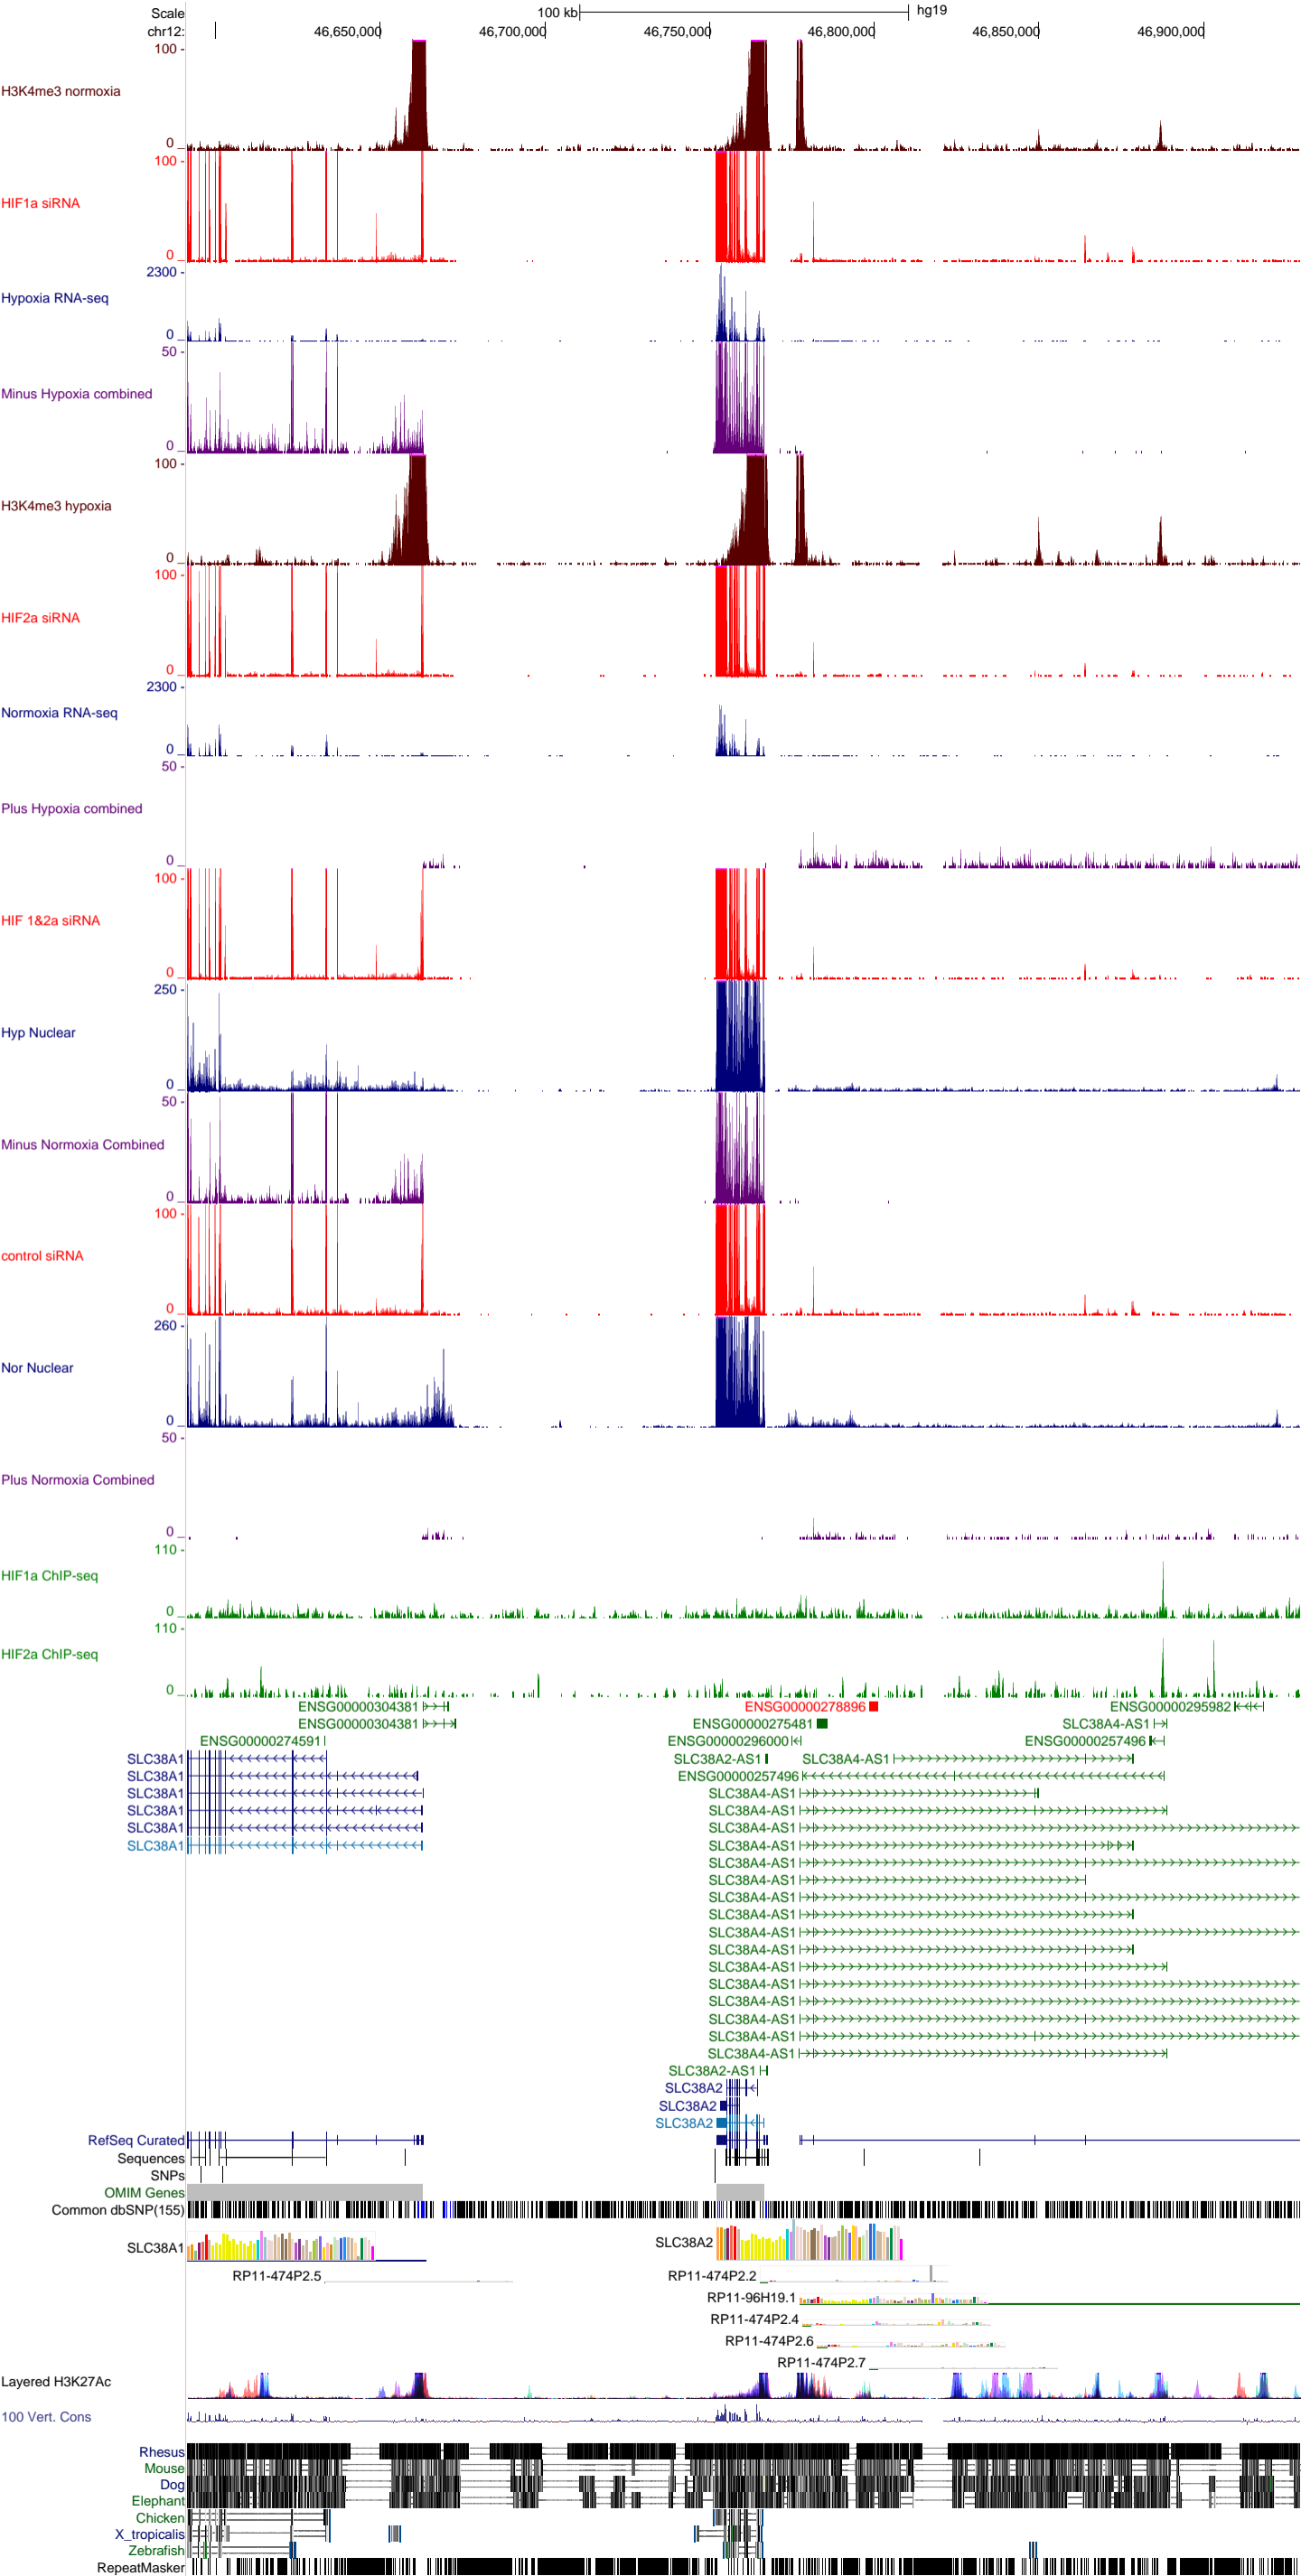 Scale 100 kb hg19
chr12: 46,650,000 46,700,000 46,750,000 46,800,000 46,850,000 46,900,000
100 -
H3K4me3 normoxia
0 _
100 -
HIF1a siRNA
0 _
2300 -
Hypoxia RNA-seq
0 _
50 -
Minus Hypoxia combined
0 _
100 -
H3K4me3 hypoxia
0 _
100 -
HIF2a siRNA
0 _
2300 -
Normoxia RNA-seq
0 _
50 -
Plus Hypoxia combined
0 _
100 -
HIF 1&2a siRNA
0 _
250 -
Hyp Nuclear
0 _
50 -
Minus Normoxia Combined
0 _
100 -
control siRNA
0 _
260 -
Nor Nuclear
0 _
50 -
Plus Normoxia Combined
0 _
110 -
HIF1a ChIP-seq
0 _
110 -
HIF2a ChIP-seq
0 _
ENSG00000304381 ENSG00000278896 ENSG00000295982
ENSG00000304381 ENSG00000275481 SLC38A4-AS1
ENSG00000274591 ENSG00000296000 ENSG00000257496
SLC38A1 SLC38A2-AS1 SLC38A4-AS1
SLC38A1 ENSG00000257496
SLC38A1 SLC38A4-AS1
SLC38A1 SLC38A4-AS1
SLC38A1 SLC38A4-AS1
SLC38A1 SLC38A4-AS1
SLC38A4-AS1
SLC38A4-AS1
SLC38A4-AS1
SLC38A4-AS1
SLC38A4-AS1
SLC38A4-AS1
SLC38A4-AS1
SLC38A4-AS1
SLC38A4-AS1
SLC38A4-AS1
SLC38A4-AS1
SLC38A4-AS1
SLC38A2-AS1
SLC38A2
SLC38A2
SLC38A2
RefSeq Curated
Sequences
SNPs
OMIM Genes
Common dbSNP(155)
SLC38A1 SLC38A2
RP11-474P2.5 RP11-474P2.2
RP11-96H19.1
RP11-474P2.4
RP11-474P2.6
RP11-474P2.7
Layered H3K27Ac
100 Vert. Cons
Rhesus
Mouse
Dog
Elephant
Chicken
X_tropicalis
Zebrafish
RepeatMasker